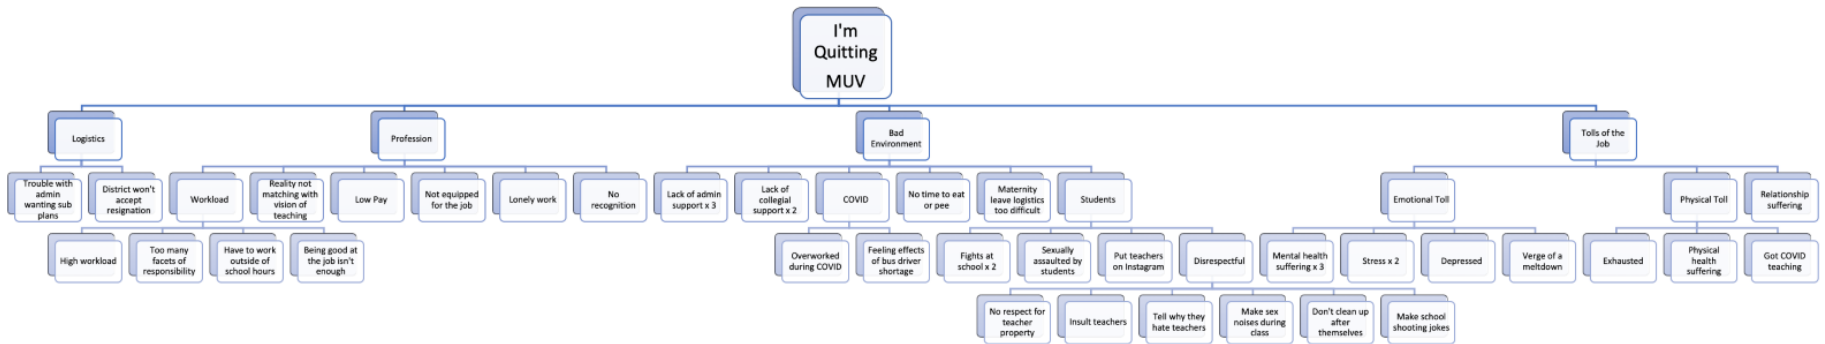 I'm
Quitting
MUV
Logistics
Profession
Bad
Environment
Tolls of the
Job
Trouble with
admin
wanting sub
plans
District won't
accept
resignation
Workload
Reality not
matching with
vision of
teaching
Low Pay
Not equipped
for the job
Lonely work
No
recognition
Lack of admin
support x 3
Lack of
collegial
support x 2
COVID
No time to eat
or pee
Maternity
leave logistics
too difficult
Students
Emotional Toll
Physical Toll
Relationship
suffering
High workload
Too many
facets of
responsibility
Have to work
outside of
school hours
Being good at
the job isn't
enough
Overworked
during COVID
Feeling effects
of bus driver
shortage
Fights at
school x 2
Sexually
assaulted by
students
Put teachers
on Instagram
Disrespectful
Mental health
suffering x 3
Stress x 2
Depressed
Verge of a
meltdown
Exhausted
Physical
health
suffering
Got COVID
teaching
No respect for
teacher
property
Insult teachers
Tell why they
hate teachers
Make sex
noises during
class
Don't clean up
after
themselves
Make school
shooting jokes